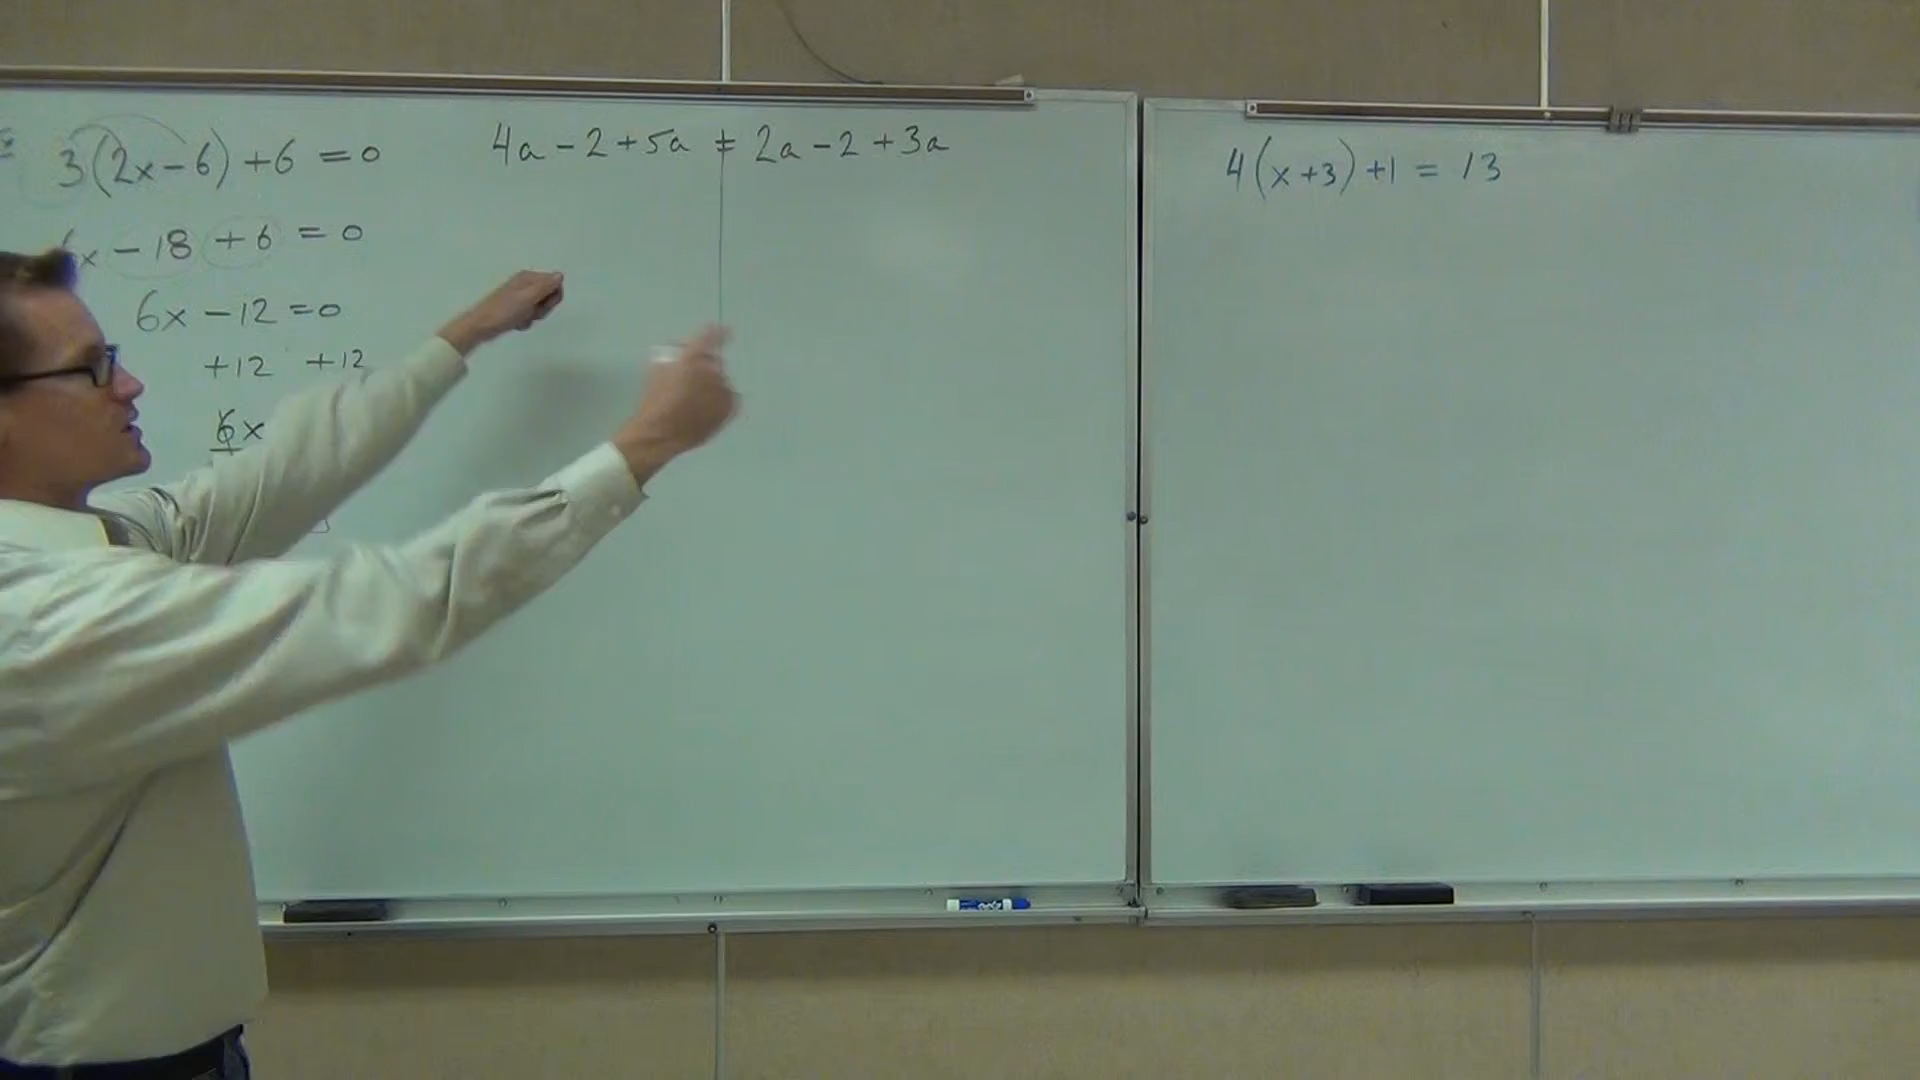 3(2x-6)+6=0
6x-18+6=0
6x-12=0
+12 +12
6x
4a-2+5a=2a-2+3a
4(x+3)+1=13